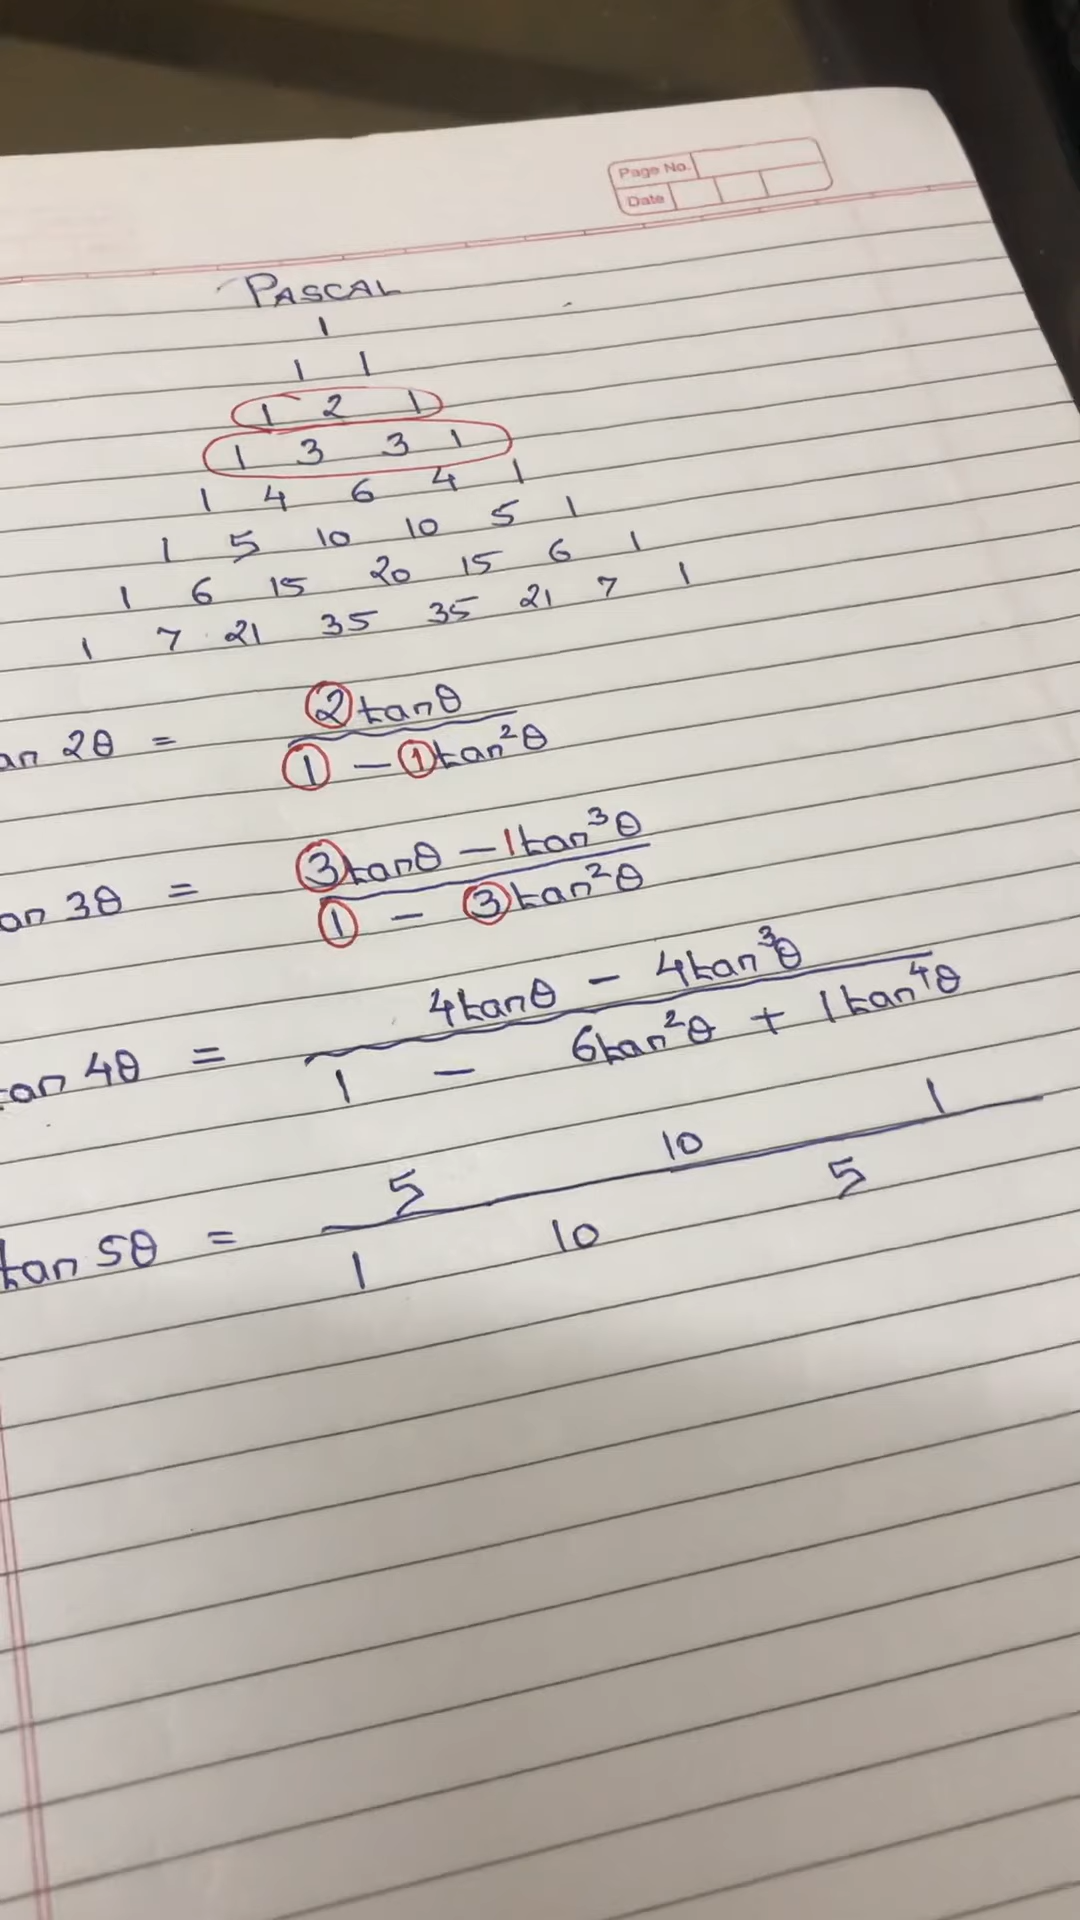 Page No.
Date
PASCAL
1
1 1
1 2 1
1 3 3 1
1 4 6 4 1
1 5 10 10 5 1
1 6 15 20 15 6 1
1 7 21 35 35 21 7 1
an 2θ = 2tanθ
1 - 1tan²θ
an 3θ = 3tanθ - 1tan³θ
1 - 3tan²θ
tan 4θ = 4tanθ - 4tan³θ
1 - 6tan²θ + 1tan⁴θ
tan 5θ = 5 10 1
1 10 5